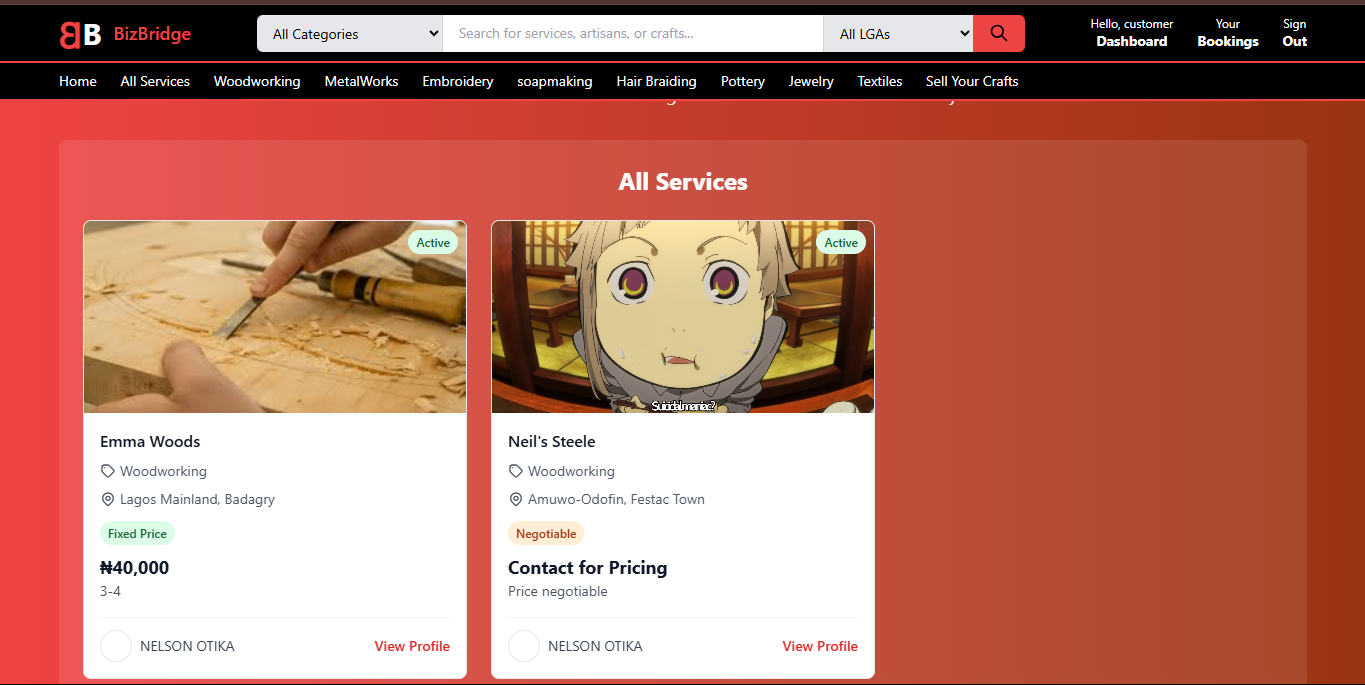 BB BizBridge
All Categories
Search for services, artisans, or crafts...
All LGAs
Hello, customer
Dashboard
Your
Bookings
Sign
Out
Home All Services Woodworking MetalWorks Embroidery soapmaking Hair Braiding Pottery Jewelry Textiles Sell Your Crafts
All Services
Active
Emma Woods
Woodworking
Lagos Mainland, Badagry
Fixed Price
₦40,000
3-4
NELSON OTIKA
View Profile
Active
Suicidal maniac?
Neil's Steele
Woodworking
Amuwo-Odofin, Festac Town
Negotiable
Contact for Pricing
Price negotiable
NELSON OTIKA
View Profile